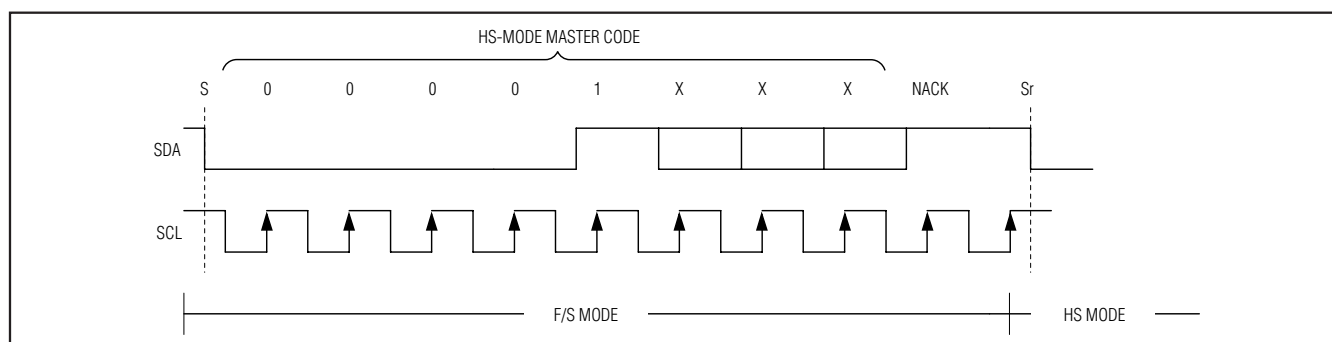 HS-MODE MASTER CODE
S 0 0 0 0 1 X X X NACK Sr
SDA
SCL
F/S MODE HS MODE